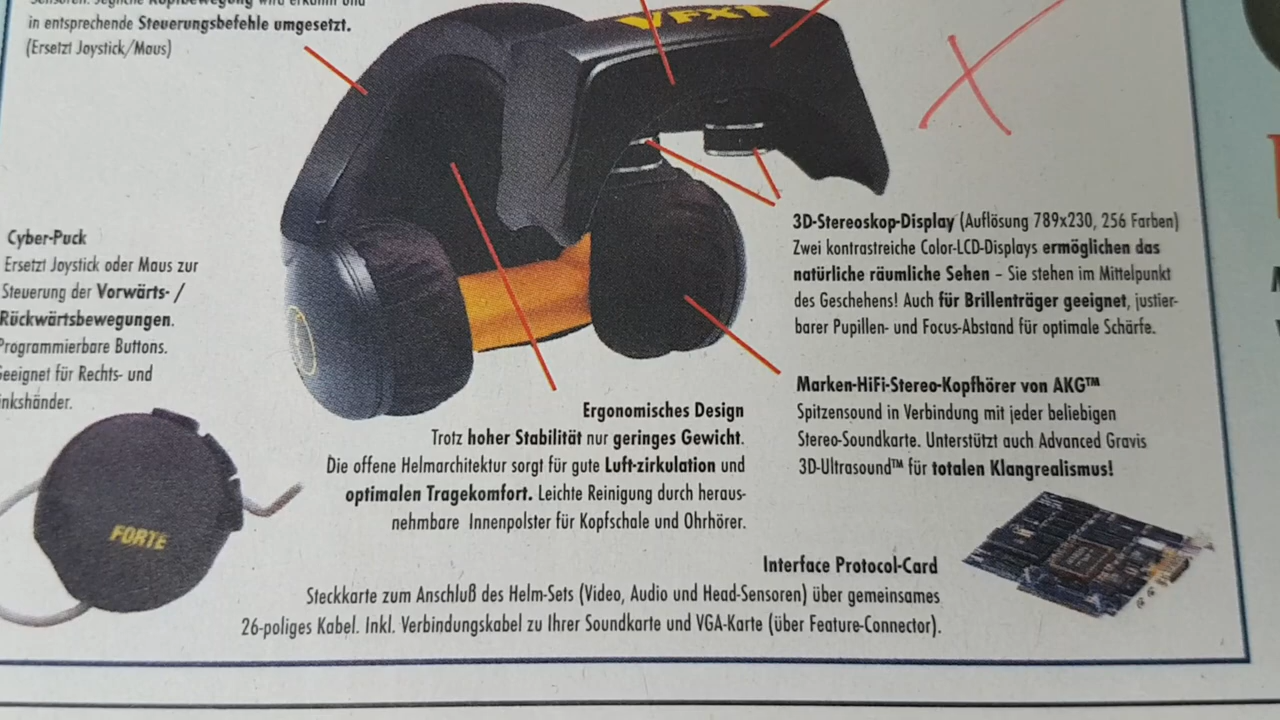 Sensoren. Jegliche Kopfbewegung wird erkannt und
in entsprechende Steuerungsbefehle umgesetzt.
(Ersetzt Joystick/Maus)
VFX1
Cyber-Puck
Ersetzt Joystick oder Maus zur
Steuerung der Vorwärts- /
Rückwärtsbewegungen.
Programmierbare Buttons.
Geeignet für Rechts- und
inkshänder.
FORTE
3D-Stereoskop-Display (Auflösung 789x230, 256 Farben)
Zwei kontrastreiche Color-LCD-Displays ermöglichen das
natürliche räumliche Sehen – Sie stehen im Mittelpunkt
des Geschehens! Auch für Brillenträger geeignet, justier-
barer Pupillen- und Focus-Abstand für optimale Schärfe.
Marken-HiFi-Stereo-Kopfhörer von AKG™
Spitzensound in Verbindung mit jeder beliebigen
Stereo-Soundkarte. Unterstützt auch Advanced Gravis
3D-Ultrasound™ für totalen Klangrealismus!
Ergonomisches Design
Trotz hoher Stabilität nur geringes Gewicht.
Die offene Helmarchitektur sorgt für gute Luft-zirkulation und
optimalen Tragekomfort. Leichte Reinigung durch heraus-
nehmbare Innenpolster für Kopfschale und Ohrhörer.
Interface Protocol-Card
Steckkarte zum Anschluß des Helm-Sets (Video, Audio und Head-Sensoren) über gemeinsames
26-poliges Kabel. Inkl. Verbindungskabel zu Ihrer Soundkarte und VGA-Karte (über Feature-Connector).